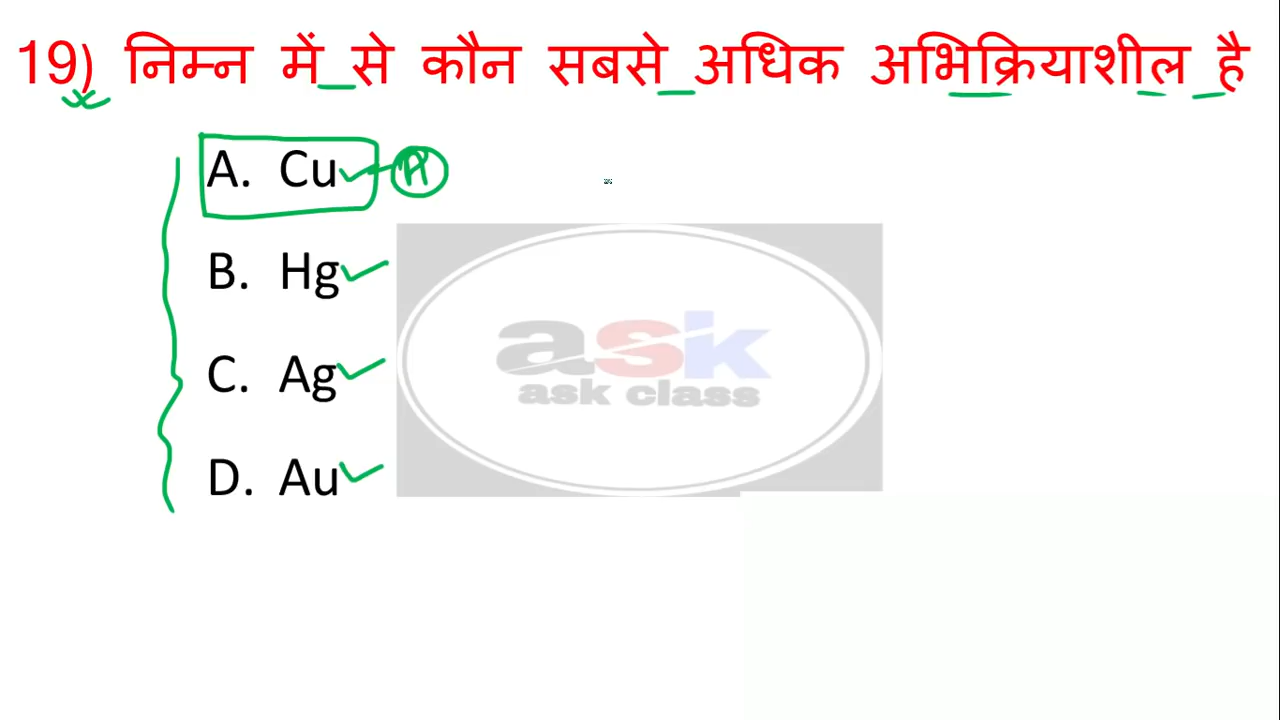 19) निम्न में से कौन सबसे अधिक अभिक्रियाशील है
A. Cu
A
B. Hg
C. Ag
D. Au
ask
ask class